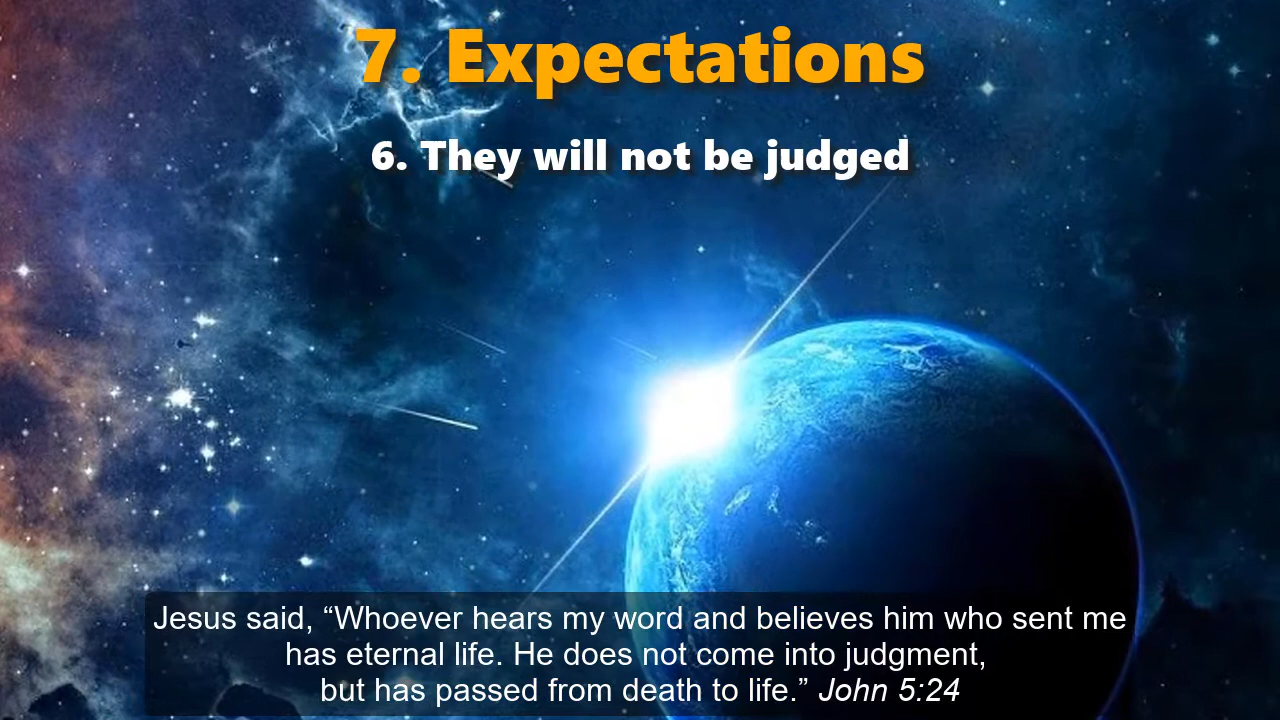 7. Expectations
6. They will not be judged
Jesus said, “Whoever hears my word and believes him who sent me
has eternal life. He does not come into judgment,
but has passed from death to life.” John 5:24